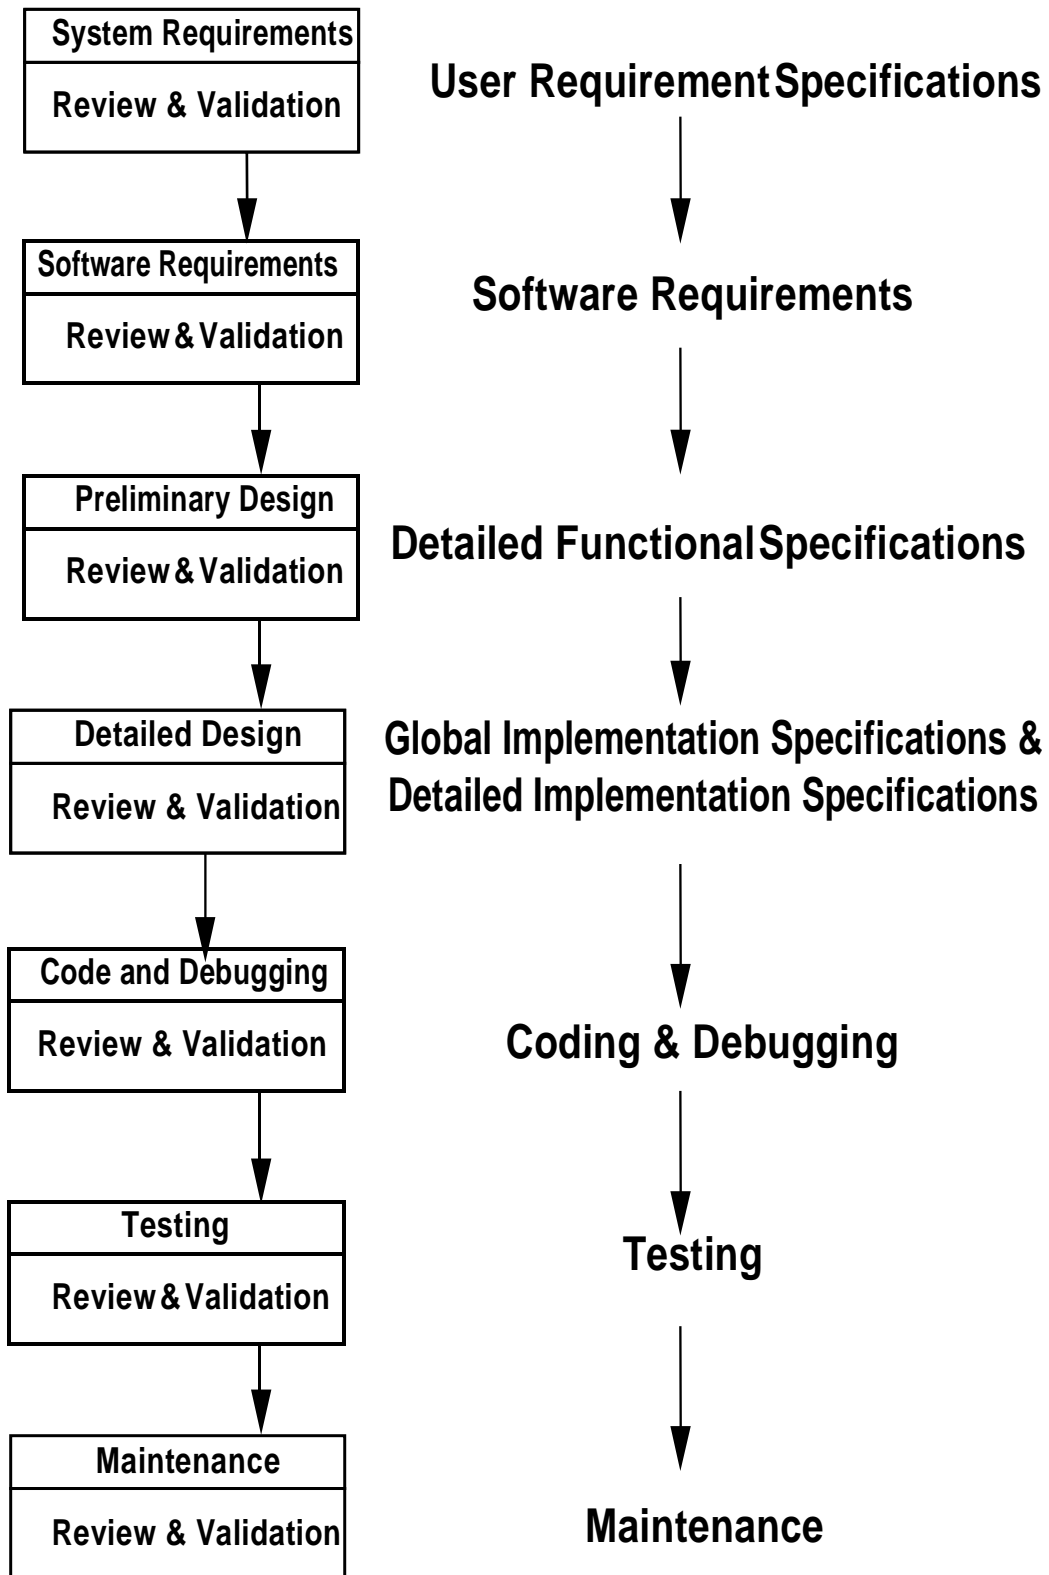 System Requirements
Review & Validation
User Requirement Specifications
Software Requirements
Review & Validation
Software Requirements
Preliminary Design
Review & Validation
Detailed Functional Specifications
Detailed Design
Review & Validation
Global Implementation Specifications &
Detailed Implementation Specifications
Code and Debugging
Review & Validation
Coding & Debugging
Testing
Review & Validation
Testing
Maintenance
Review & Validation
Maintenance